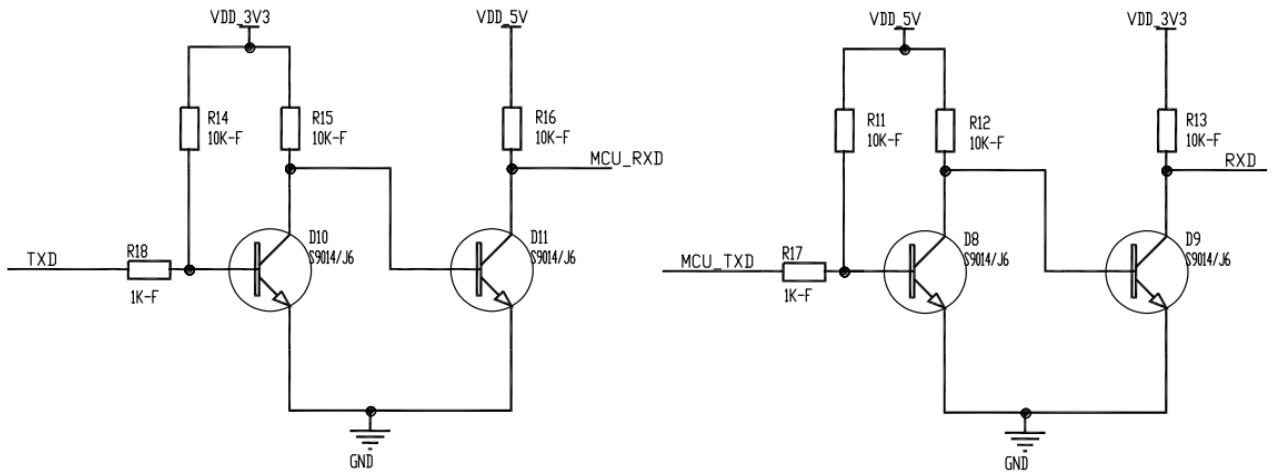 VDD_3V3
VDD_5V
R14
10K-F
R15
10K-F
R16
10K-F
MCU_RXD
D10
S9014/J6
D11
S9014/J6
TXD
R18
1K-F
GND
VDD_5V
VDD_3V3
R11
10K-F
R12
10K-F
R13
10K-F
RXD
D8
S9014/J6
D9
S9014/J6
MCU_TXD
R17
1K-F
GND